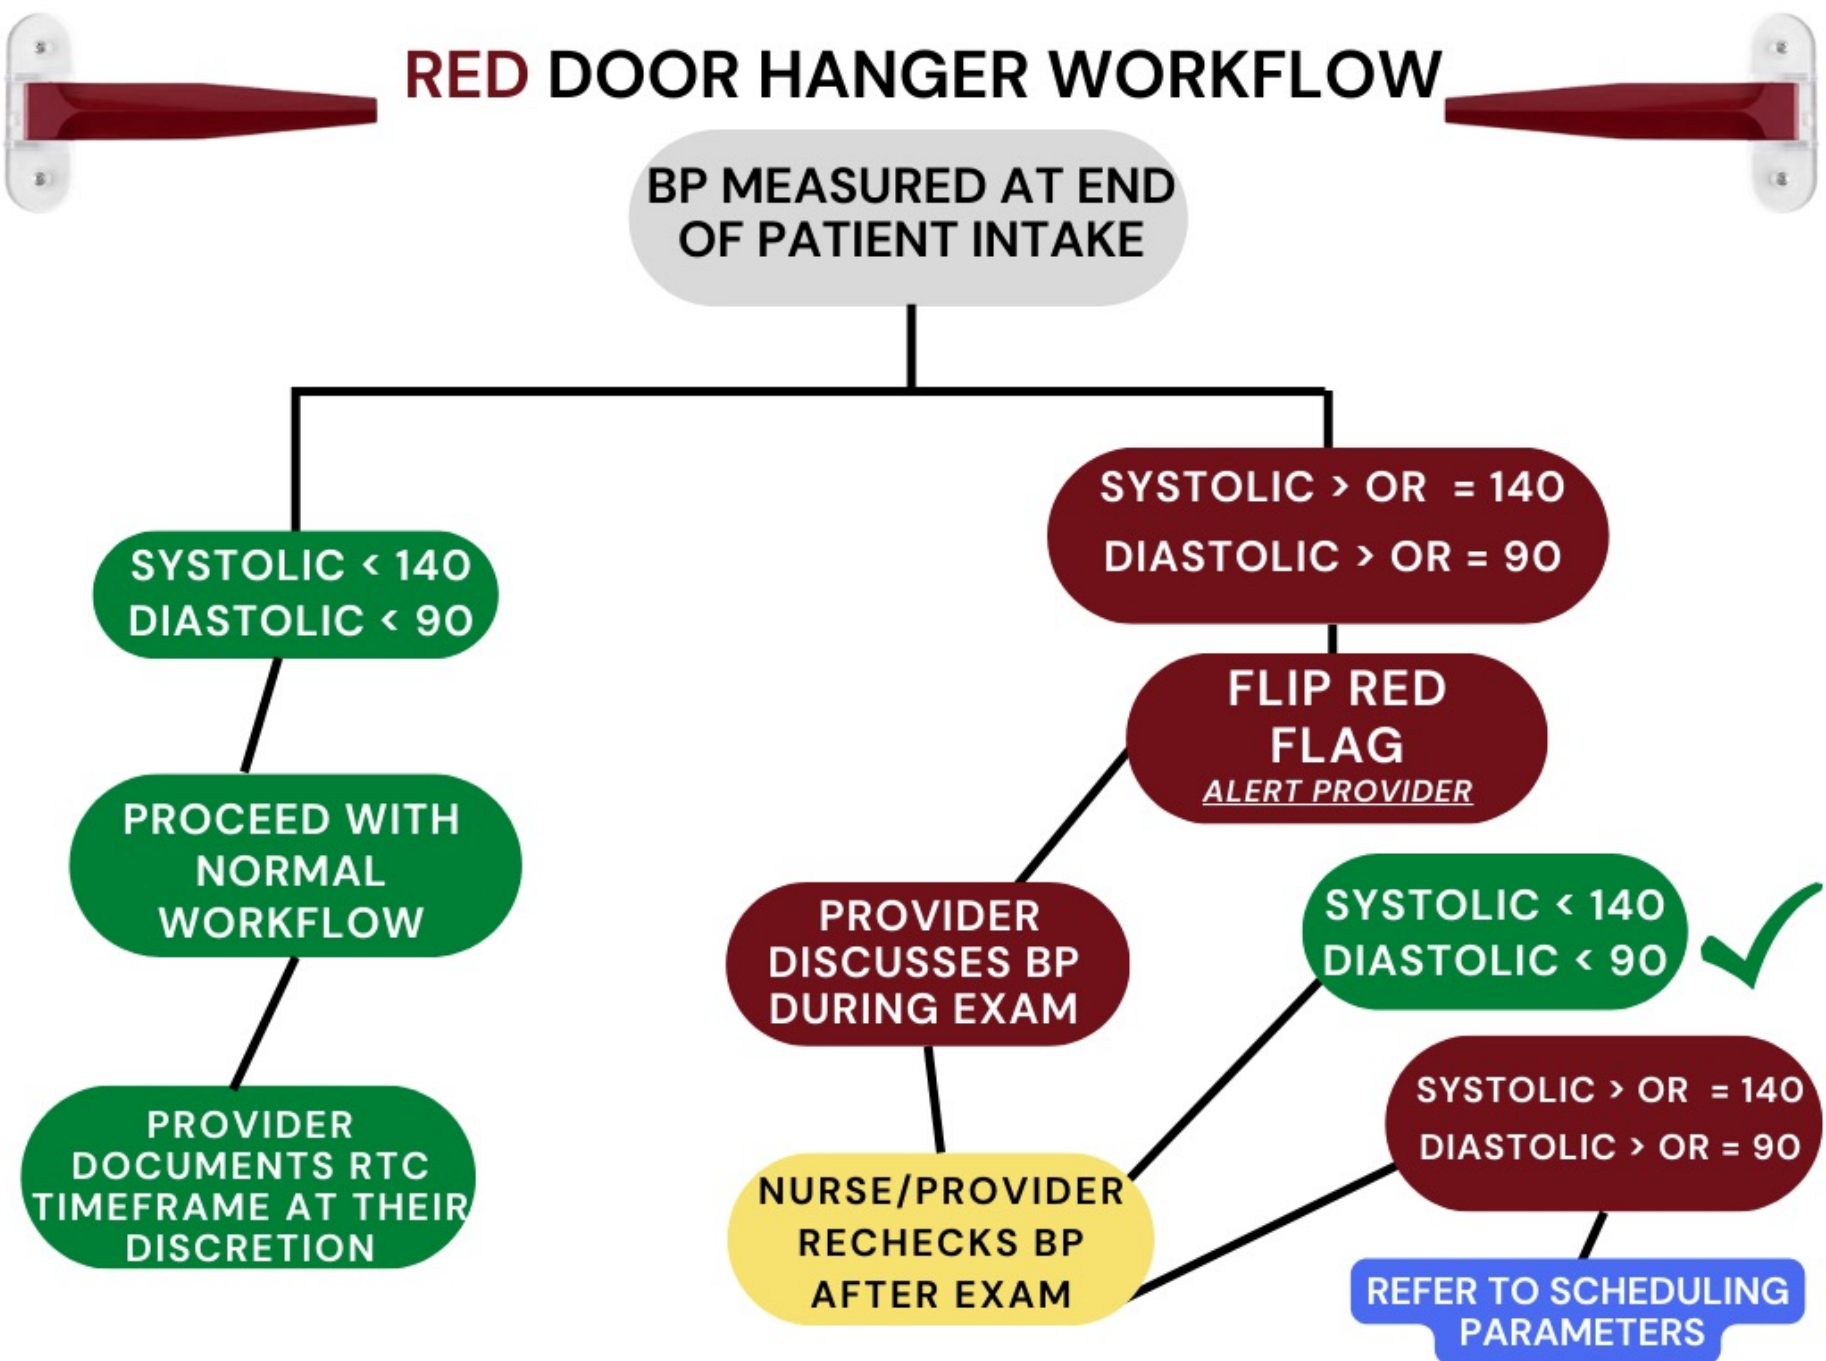 RED DOOR HANGER WORKFLOW
BP MEASURED AT END
OF PATIENT INTAKE
SYSTOLIC < 140
DIASTOLIC < 90
PROCEED WITH
NORMAL
WORKFLOW
PROVIDER
DOCUMENTS RTC
TIMEFRAME AT THEIR
DISCRETION
SYSTOLIC > OR = 140
DIASTOLIC > OR = 90
FLIP RED
FLAG
ALERT PROVIDER
PROVIDER
DISCUSSES BP
DURING EXAM
NURSE/PROVIDER
RECHECKS BP
AFTER EXAM
SYSTOLIC < 140
DIASTOLIC < 90
SYSTOLIC > OR = 140
DIASTOLIC > OR = 90
REFER TO SCHEDULING
PARAMETERS